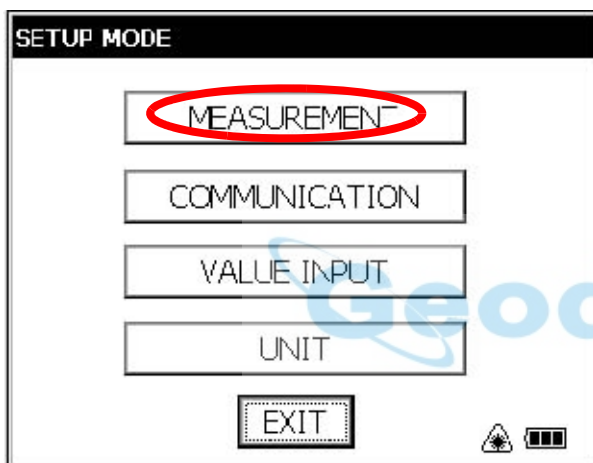 SETUP MODE
MEASUREMENT
COMMUNICATION
VALUE INPUT
UNIT
EXIT